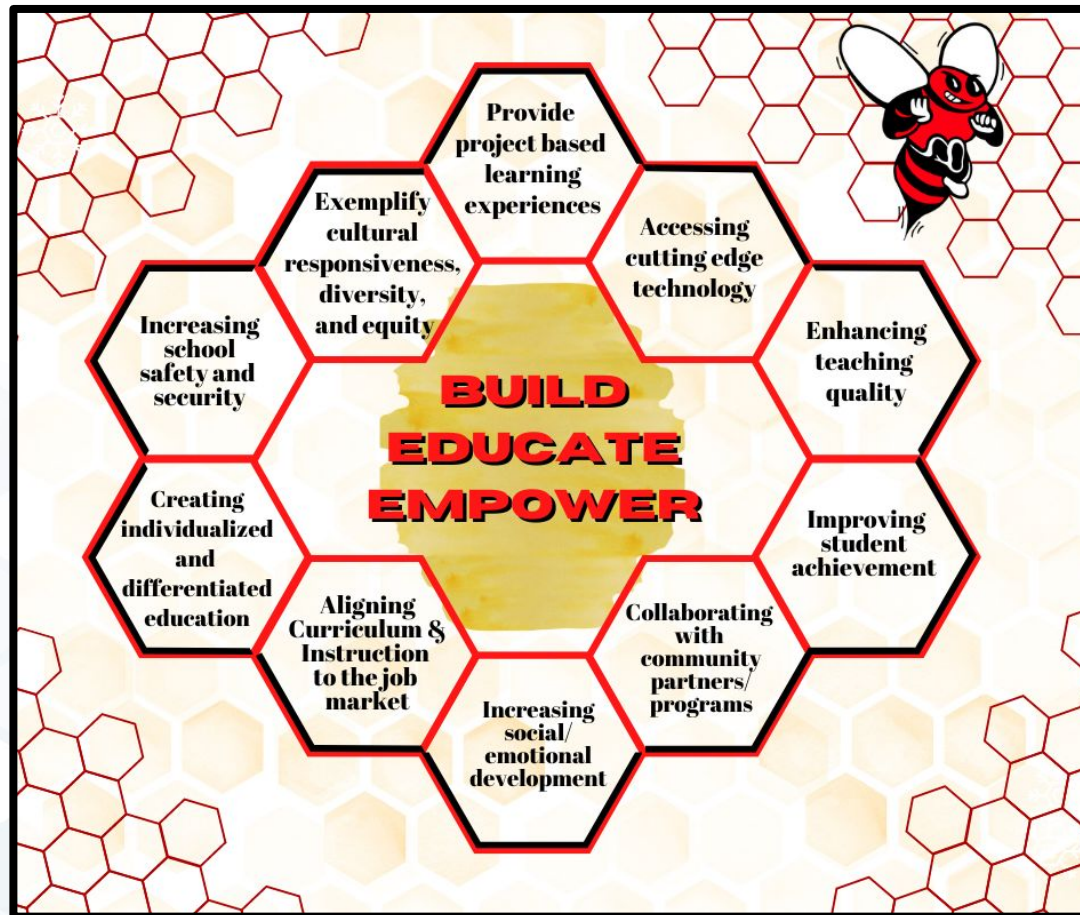 Provide
project based
learning
experiences
Exemplify
cultural
responsiveness,
diversity,
and equity
Accessing
cutting edge
technology
Increasing
school
safety and
security
Enhancing
teaching
quality
BUILD
EDUCATE
EMPOWER
Creating
individualized
and
differentiated
education
Improving
student
achievement
Aligning
Curriculum &
Instruction
to the job
market
Collaborating
with
community
partners/
programs
Increasing
social/
emotional
development